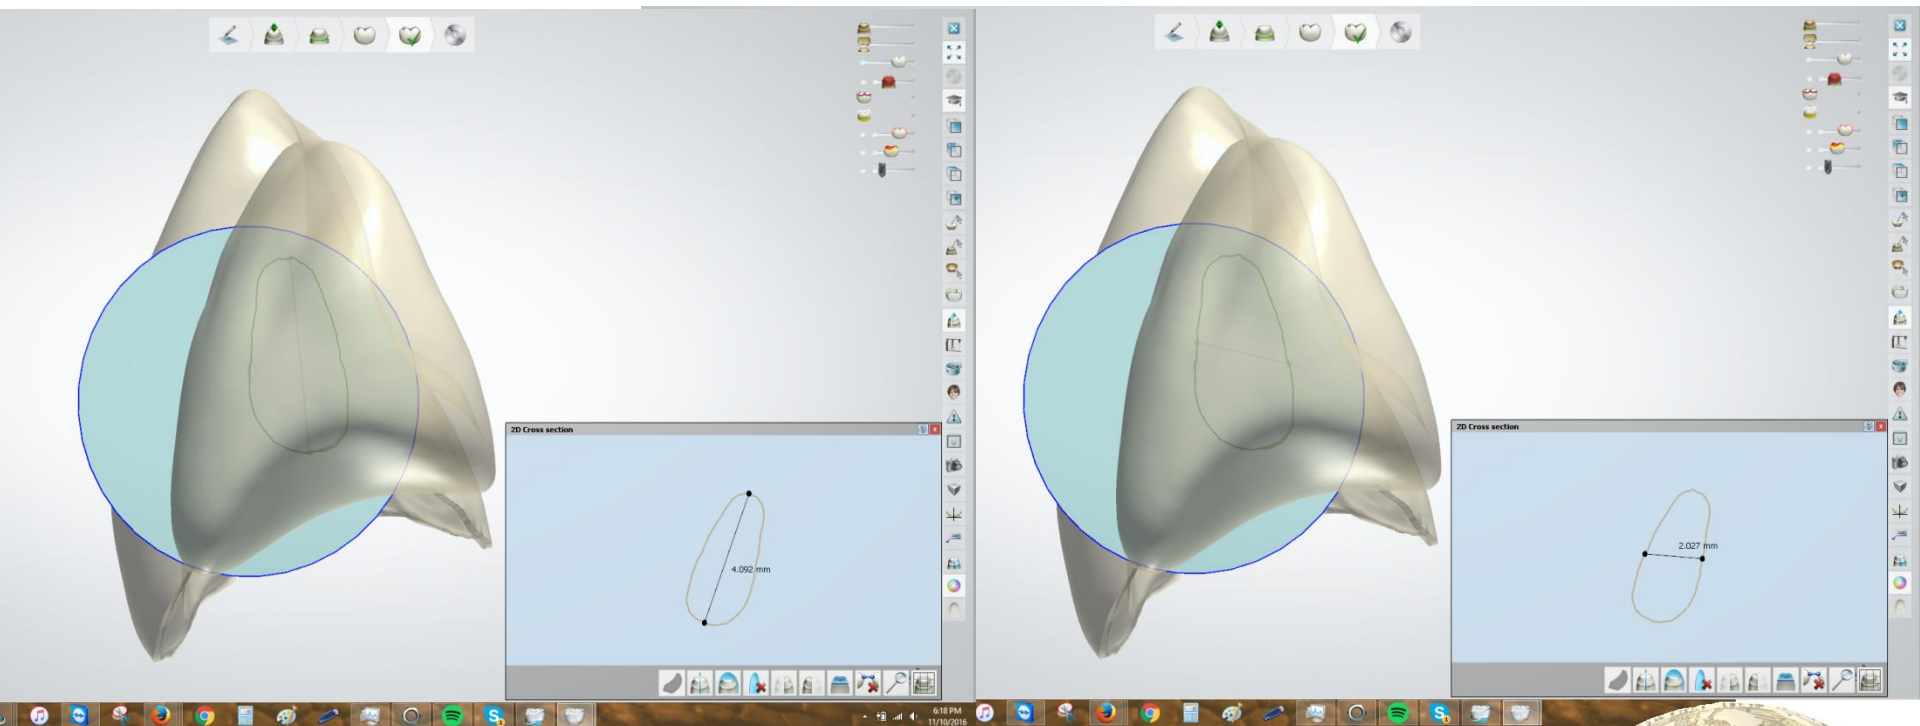 2D Cross section
4.092 mm
6:18 PM
11/10/2016
2D Cross section
2.027 mm